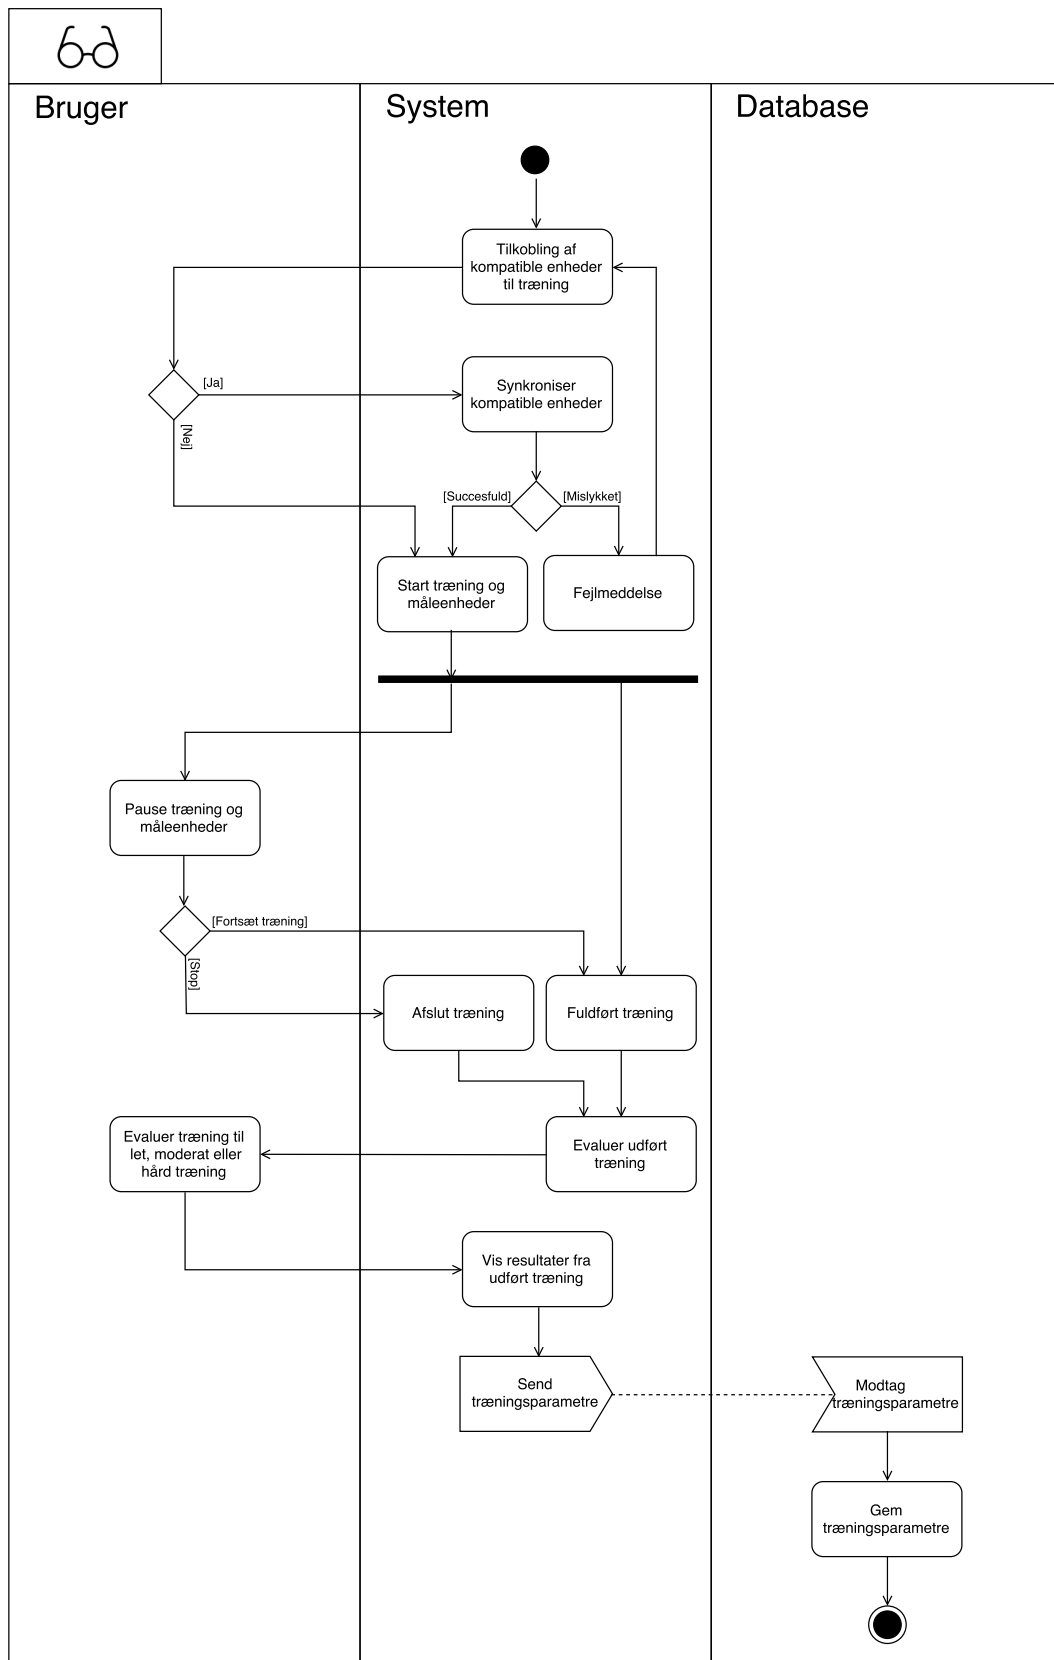 Bruger
System
Database
Tilkobling af
kompatible enheder
til træning
[Ja]
Synkroniser
kompatible enheder
[Nej]
[Succesfuld]
[Mislykket]
Start træning og
måleenheder
Fejlmeddelse
Pause træning og
måleenheder
[Fortsæt træning]
[Stop]
Afslut træning
Fuldført træning
Evaluer træning til
let, moderat eller
hård træning
Evaluer udført
træning
Vis resultater fra
udført træning
Send
træningsparametre
Modtag
træningsparametre
Gem
træningsparametre